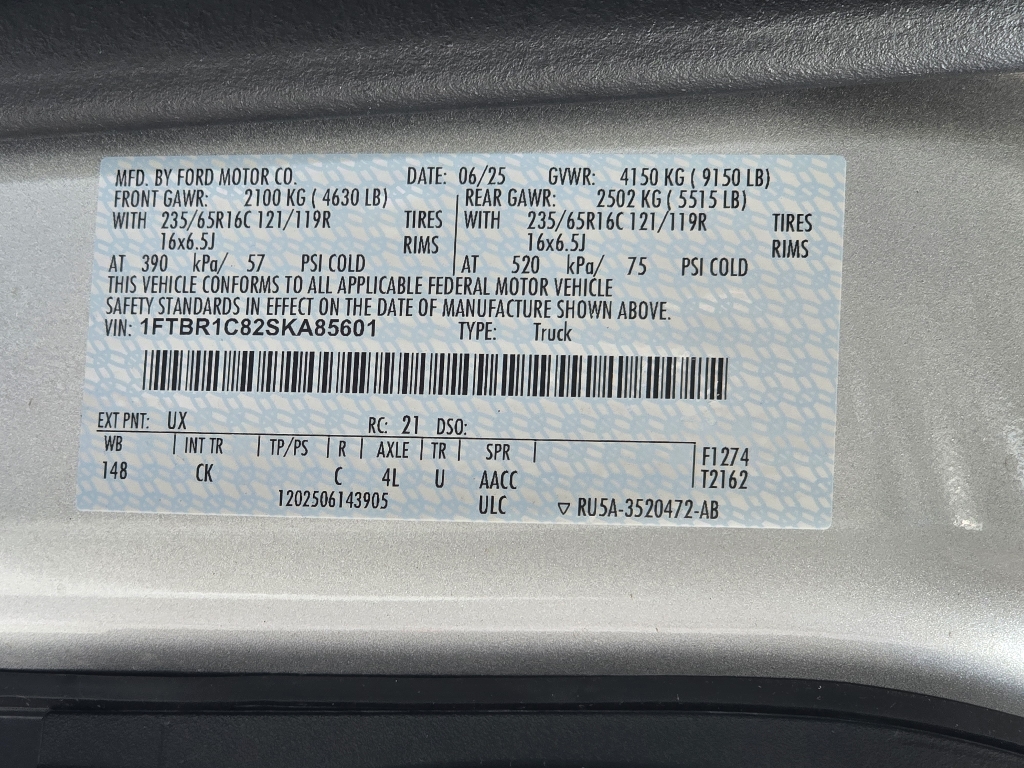 MFD. BY FORD MOTOR CO. DATE: 06/25 GVWR: 4150 KG ( 9150 LB)
FRONT GAWR: 2100 KG ( 4630 LB) REAR GAWR: 2502 KG ( 5515 LB)
WITH 235/65R16C 121/119R TIRES WITH 235/65R16C 121/119R TIRES
16x6.5J RIMS 16x6.5J RIMS
AT 390 kPa/ 57 PSI COLD AT 520 kPa/ 75 PSI COLD
THIS VEHICLE CONFORMS TO ALL APPLICABLE FEDERAL MOTOR VEHICLE
SAFETY STANDARDS IN EFFECT ON THE DATE OF MANUFACTURE SHOWN ABOVE.
VIN: 1FTBR1C82SKA85601 TYPE: Truck
EXT PNT: UX RC: 21 DSO:
WB | INT TR | TP/PS | R | AXLE | TR | SPR | F1274
148 CK C 4L U AACC T2162
1202506143905 ULC ▽ RU5A-3520472-AB